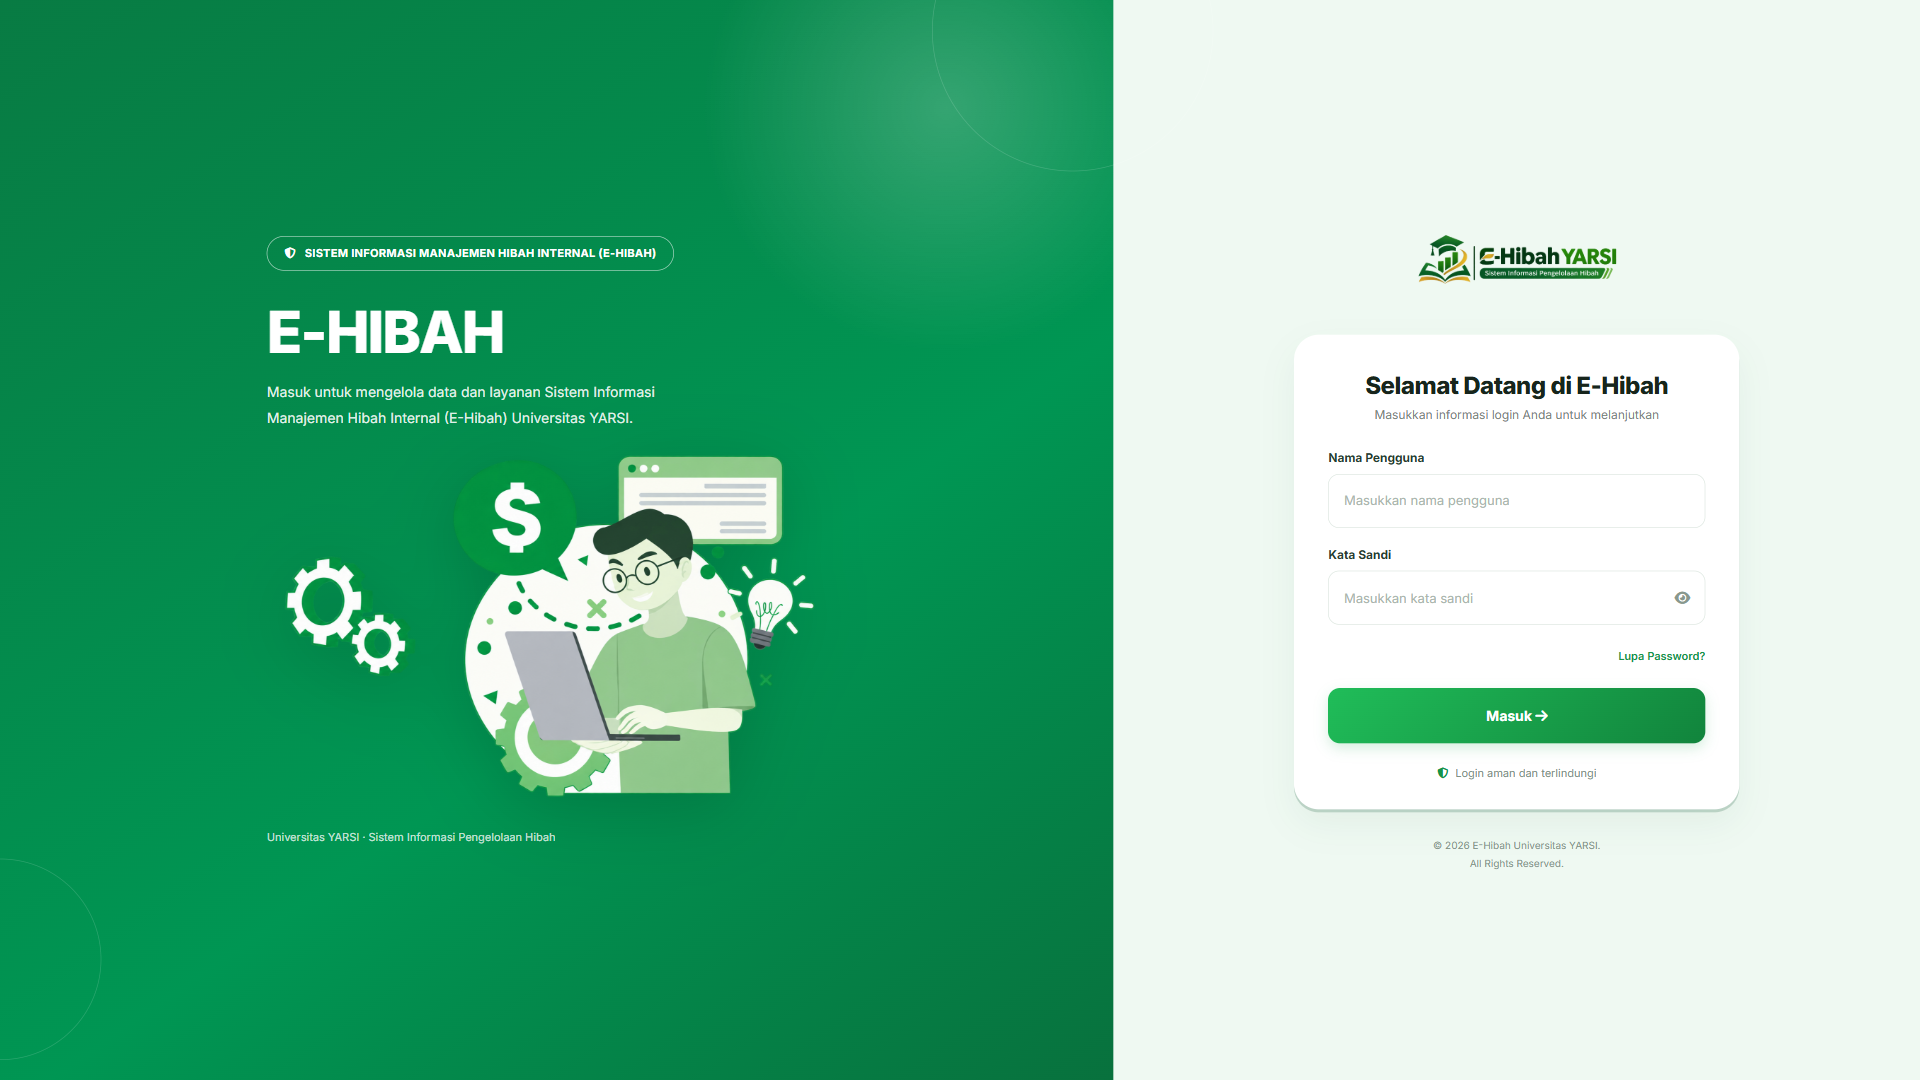 SISTEM INFORMASI MANAJEMEN HIBAH INTERNAL (E-HIBAH)
E-HIBAH
Masuk untuk mengelola data dan layanan Sistem Informasi
Manajemen Hibah Internal (E-Hibah) Universitas YARSI.
$
Universitas YARSI · Sistem Informasi Pengelolaan Hibah
E-Hibah YARSI
Sistem Informasi Pengelolaan Hibah
Selamat Datang di E-Hibah
Masukkan informasi login Anda untuk melanjutkan
Nama Pengguna
Masukkan nama pengguna
Kata Sandi
Masukkan kata sandi
Lupa Password?
Masuk →
Login aman dan terlindungi
© 2026 E-Hibah Universitas YARSI.
All Rights Reserved.